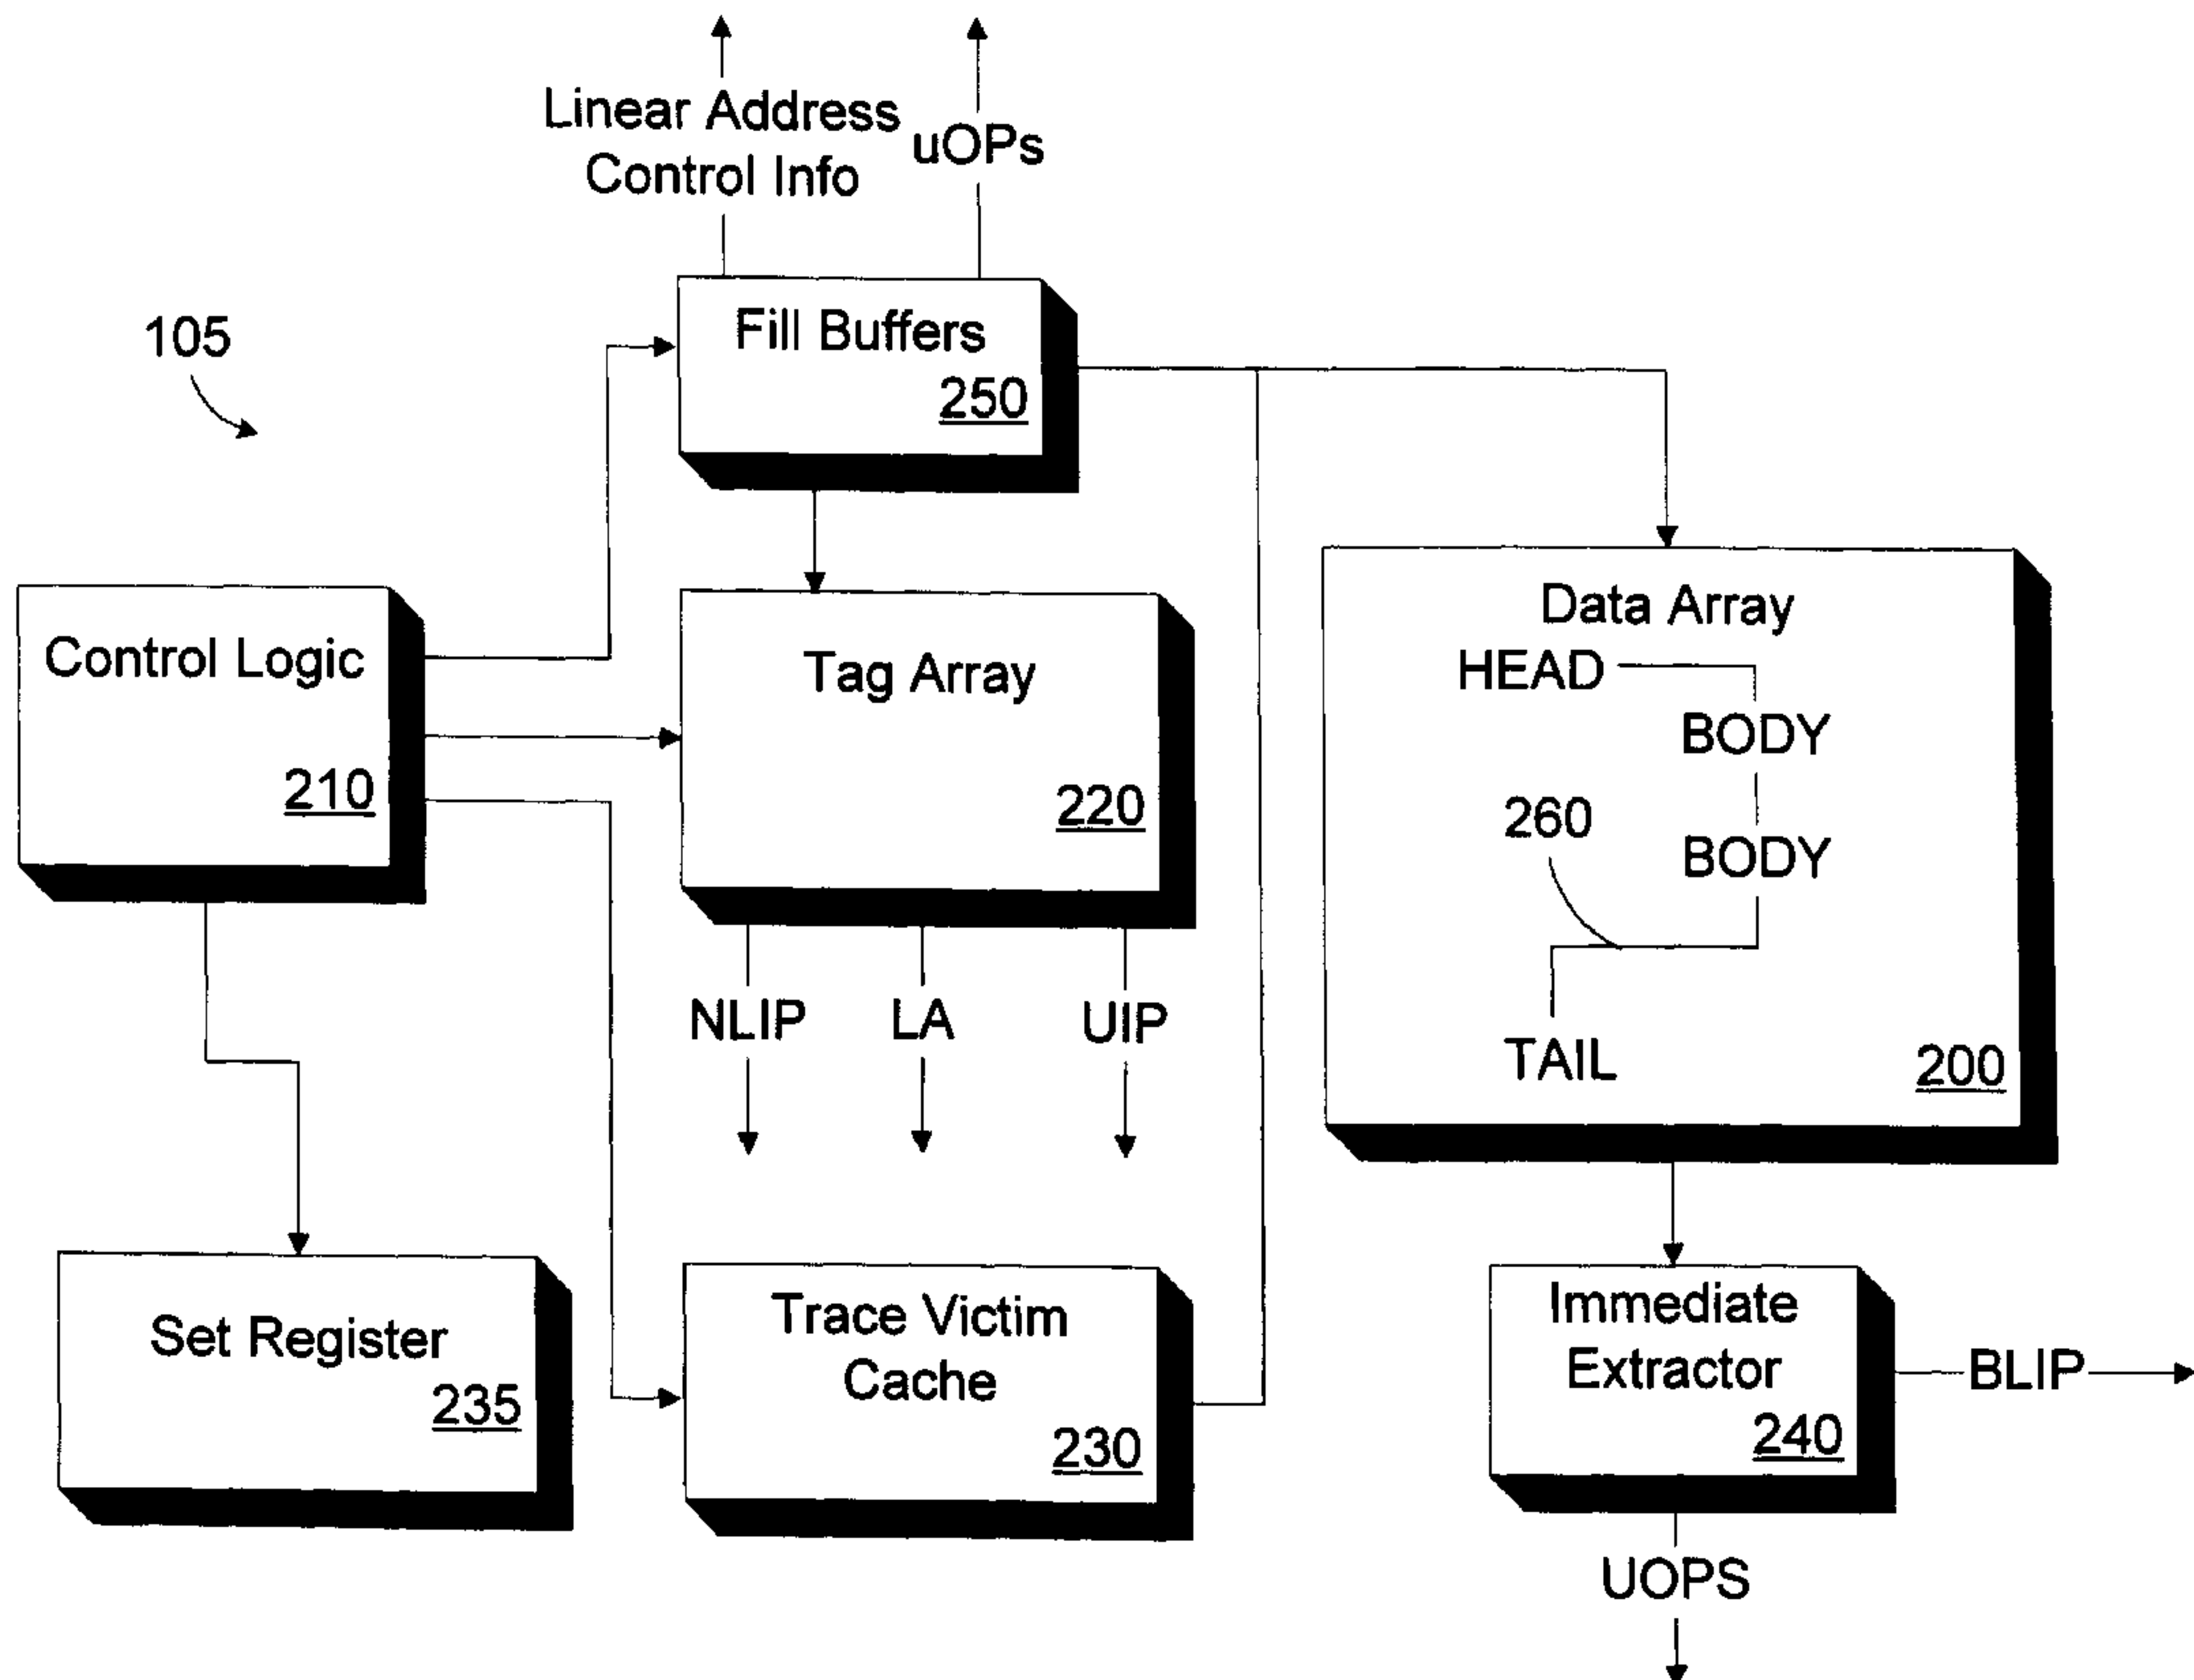 Linear Address
Control Info
uOPs
105
Fill Buffers
250
Control Logic
210
Tag Array
220
Data Array
HEAD
BODY
260
BODY
TAIL
200
NLIP
LA
UIP
Set Register
235
Trace Victim
Cache
230
Immediate
Extractor
240
BLIP
UOPS